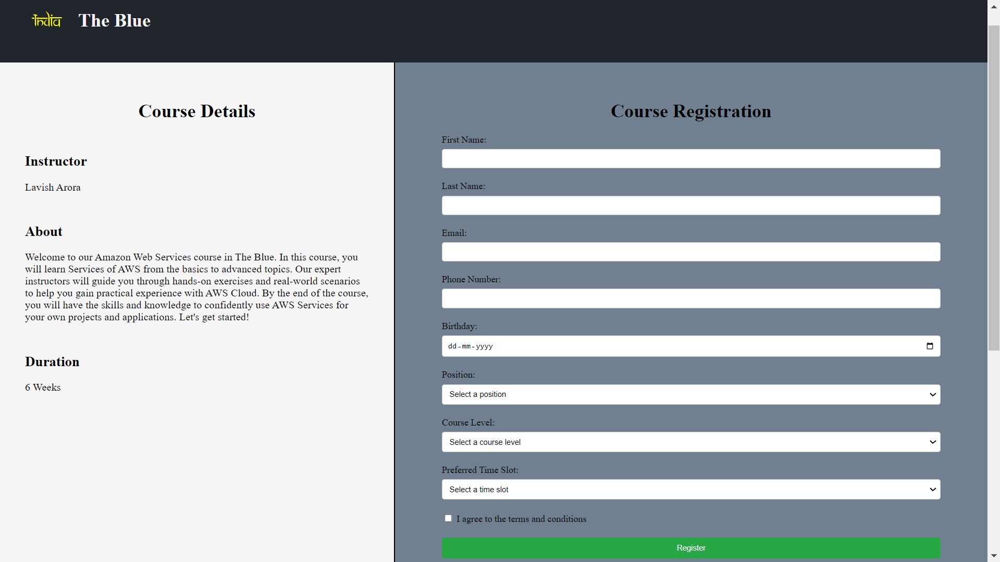 India The Blue
Course Details
Instructor
Lavish Arora
About
Welcome to our Amazon Web Services course in The Blue. In this course, you
will learn Services of AWS from the basics to advanced topics. Our expert
instructors will guide you through hands-on exercises and real-world scenarios
to help you gain practical experience with AWS Cloud. By the end of the course,
you will have the skills and knowledge to confidently use AWS Services for
your own projects and applications. Let's get started!
Duration
6 Weeks
Course Registration
First Name:
Last Name:
Email:
Phone Number:
Birthday:
dd-mm-yyyy
Position:
Select a position
Course Level:
Select a course level
Preferred Time Slot:
Select a time slot
I agree to the terms and conditions
Register